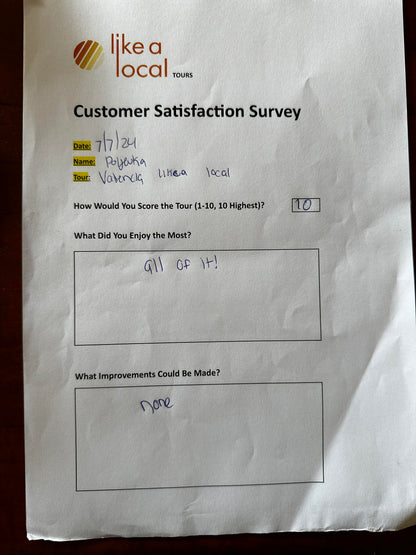 like a
local TOURS
Customer Satisfaction Survey
Date: 7/7/24
Name:
Tour: Valencia like a local
How Would You Score the Tour (1-10, 10 Highest)? 10
What Did You Enjoy the Most?
all of it!
What Improvements Could Be Made?
none